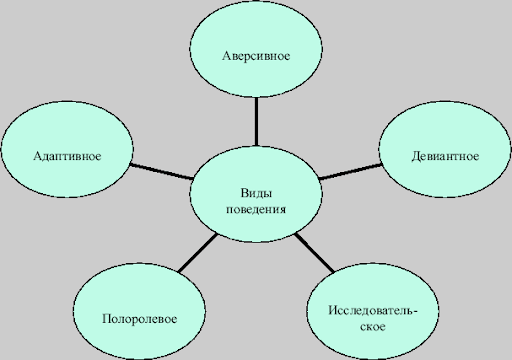 Аверсивное
Адаптивное
Девиантное
Виды
поведения
Полоролевое
Исследователь-
ское